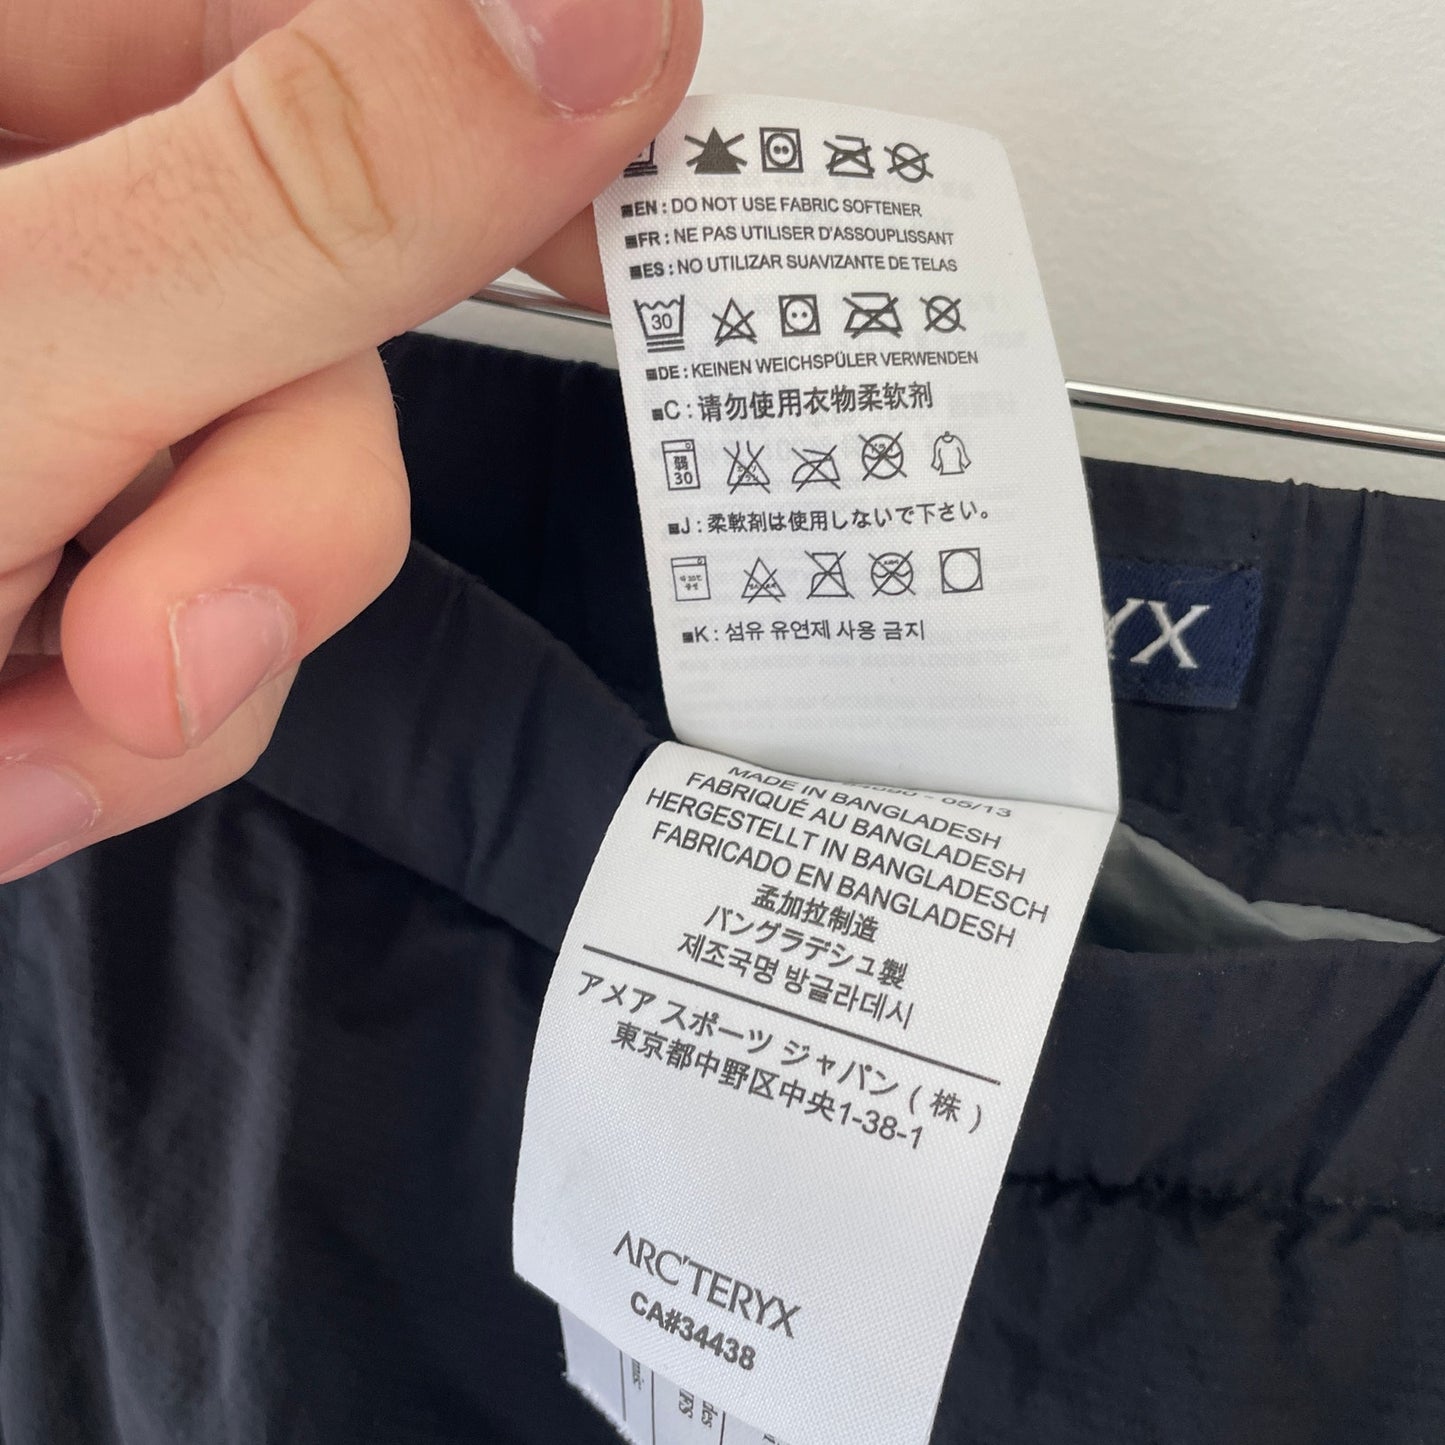 EN : DO NOT USE FABRIC SOFTENER
FR : NE PAS UTILISER D'ASSOUPLISSANT
ES : NO UTILIZAR SUAVIZANTE DE TELAS
30
DE : KEINEN WEICHSPÜLER VERWENDEN
C : 请勿使用衣物柔软剂
弱 30
J : 柔軟剤は使用しないで下さい。
K : 섬유 유연제 사용 금지
YX
- 05/13
MADE IN BANGLADESH
FABRIQUÉ AU BANGLADESH
HERGESTELLT IN BANGLADESCH
FABRICADO EN BANGLADESH
孟加拉制造
バングラデシュ製
제조국명 방글라데시
アメア スポーツ ジャパン ( 株 )
東京都中野区中央1-38-1
ARC'TERYX
CA#34438